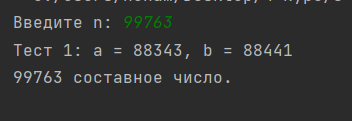 Введите n: 99763
Тест 1: a = 88343, b = 88441
99763 составное число.